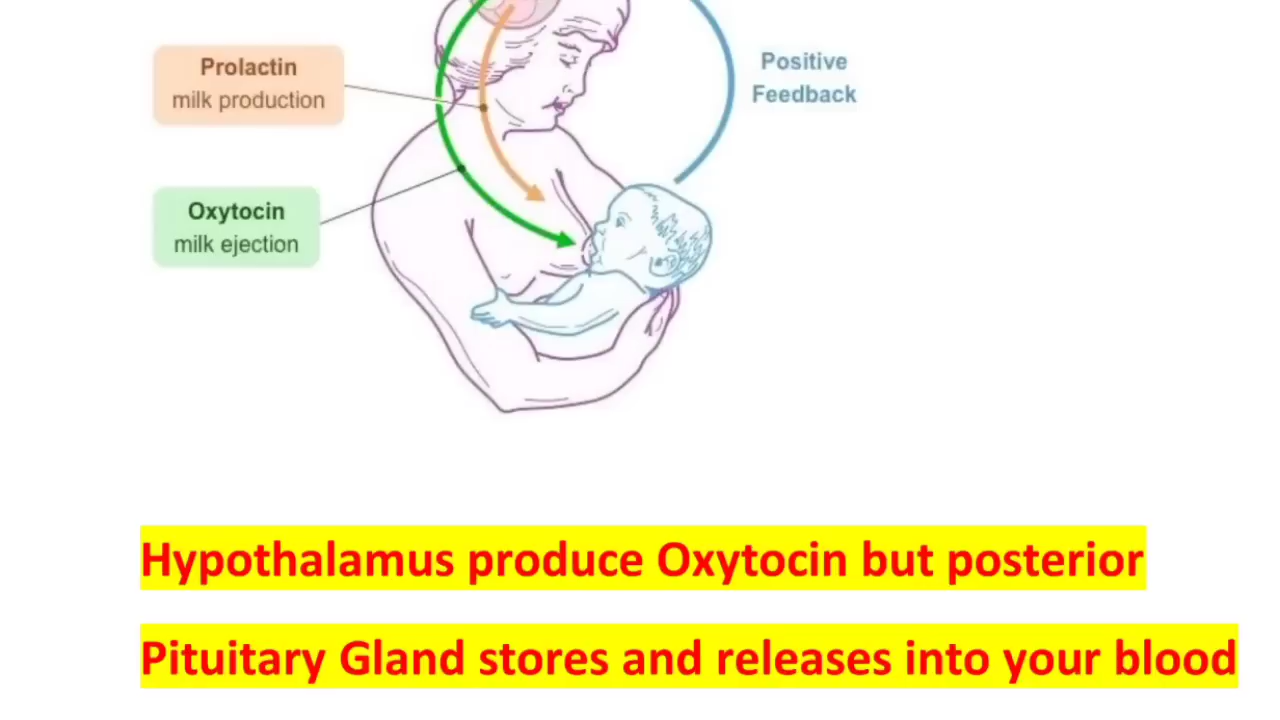 Prolactin
milk production
Positive
Feedback
Oxytocin
milk ejection
Hypothalamus produce Oxytocin but posterior
Pituitary Gland stores and releases into your blood